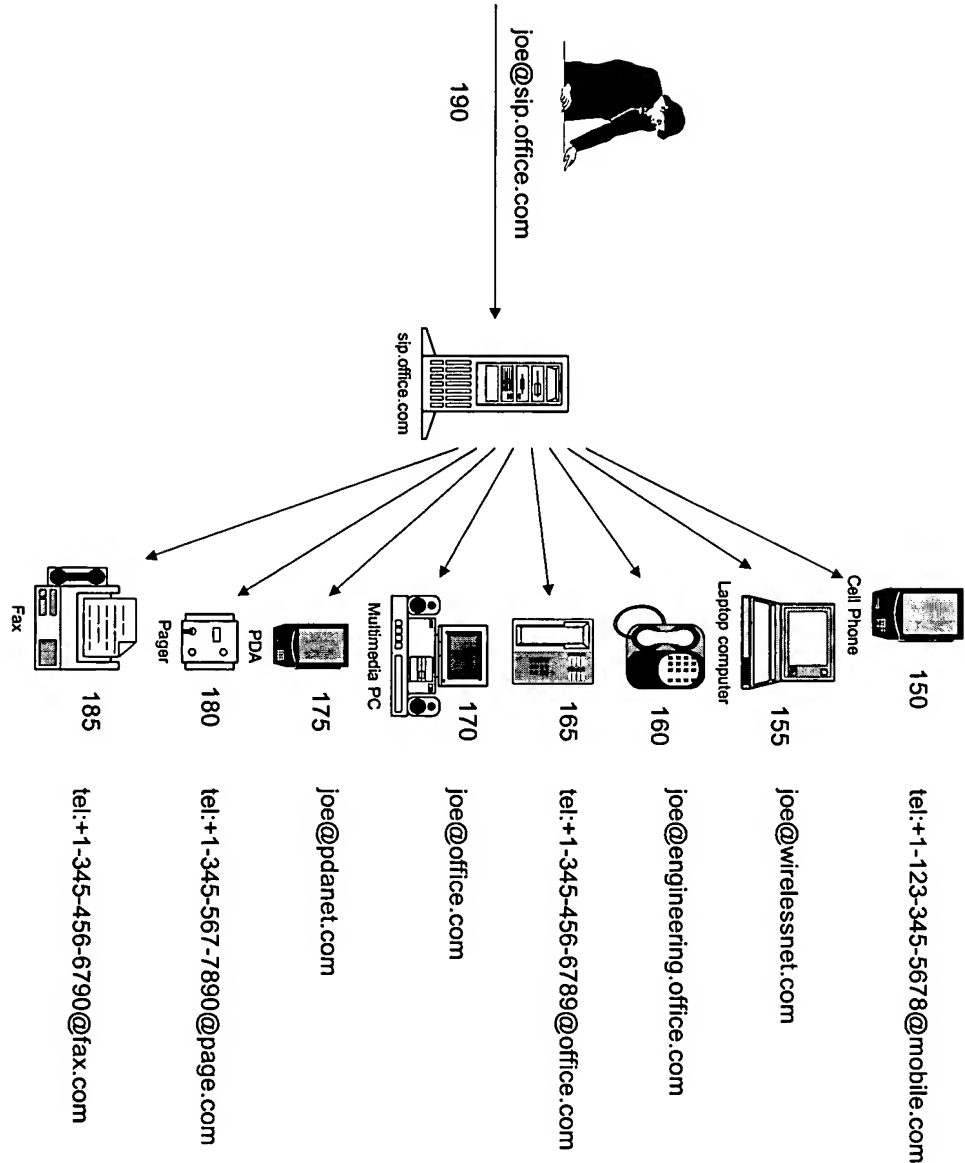 joe@sip.office.com
190
sip.office.com
Cell Phone
150
tel:+1-123-345-5678@mobile.com
Laptop computer
155
joe@wirelessnet.com
160
joe@engineering.office.com
165
tel:+1-345-456-6789@office.com
Multimedia PC
170
joe@office.com
PDA
175
joe@pdanet.com
Pager
180
tel:+1-345-567-7890@page.com
Fax
185
tel:+1-345-456-6790@fax.com